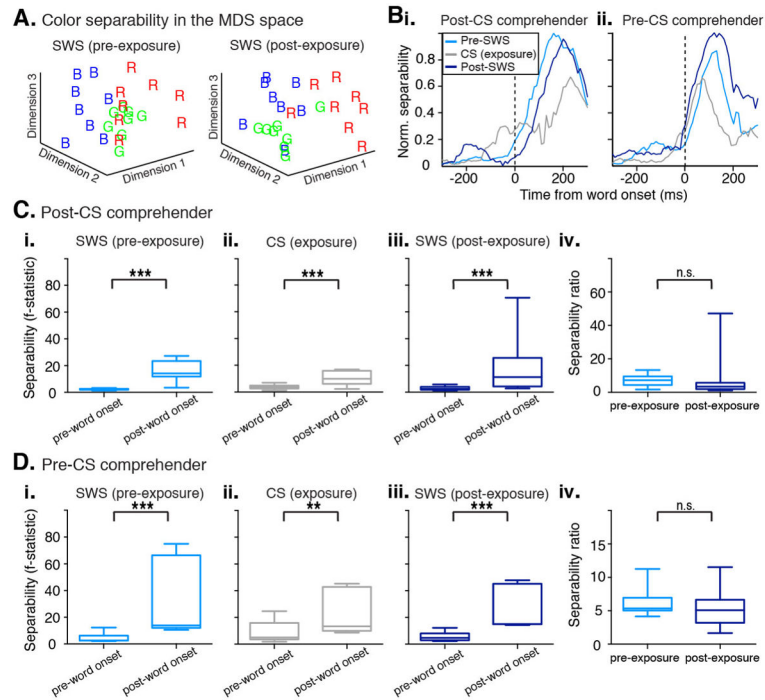 A. Color separability in the MDS space
SWS (pre-exposure)
SWS (post-exposure)
Dimension 3
Dimension 2
Dimension 1
B B B B B B B
R R R R R R R
G G G G G G G
Dimension 3
Dimension 2
Dimension 1
B.
i.
Post-CS comprehender
Pre-SWS
CS (exposure)
Post-SWS
Norm. separability
1
0.8
0.6
0.4
0.2
0
-200
0
200
ii.
Pre-CS comprehender
-200
0
200
Time from word onset (ms)
C. Post-CS comprehender
i.
SWS (pre-exposure)
***
Separability (f-statistic)
80
60
40
20
0
pre-word onset
post-word onset
ii.
CS (exposure)
***
pre-word onset
post-word onset
iii.
SWS (post-exposure)
***
pre-word onset
post-word onset
iv.
n.s.
Separability ratio
60
40
20
0
pre-exposure
post-exposure
D. Pre-CS comprehender
i.
SWS (pre-exposure)
***
Separability (f-statistic)
80
60
40
20
0
pre-word onset
post-word onset
ii.
CS (exposure)
**
pre-word onset
post-word onset
iii.
SWS (post-exposure)
***
pre-word onset
post-word onset
iv.
n.s.
Separability ratio
15
10
5
0
pre-exposure
post-exposure